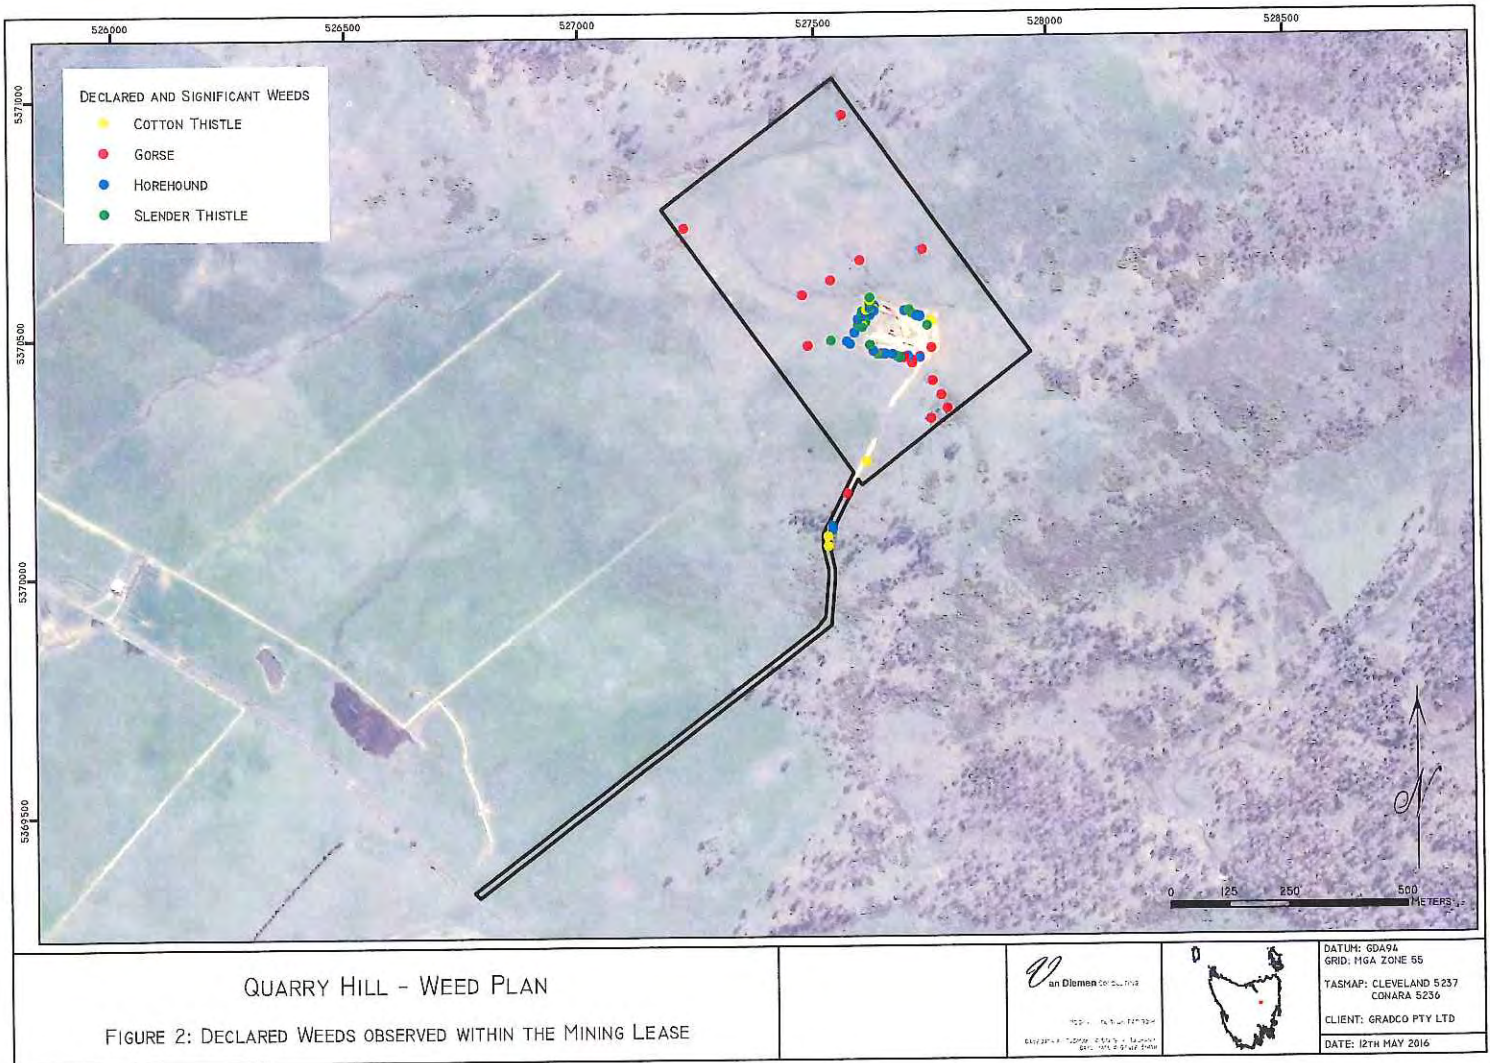 526000
526500
527000
527500
528000
528500
5371000
5370500
5370000
5369500
DECLARED AND SIGNIFICANT WEEDS
COTTON THISTLE
GORSE
HOREHOUND
SLENDER THISTLE
N
0 125 250 500
METERS
QUARRY HILL - WEED PLAN
FIGURE 2: DECLARED WEEDS OBSERVED WITHIN THE MINING LEASE
Van Diemen
DATUM: GDA94
GRID: MGA ZONE 55
TASMAP: CLEVELAND 5237
CONARA 5236
CLIENT: GRADCO PTY LTD
DATE: 12TH MAY 2016